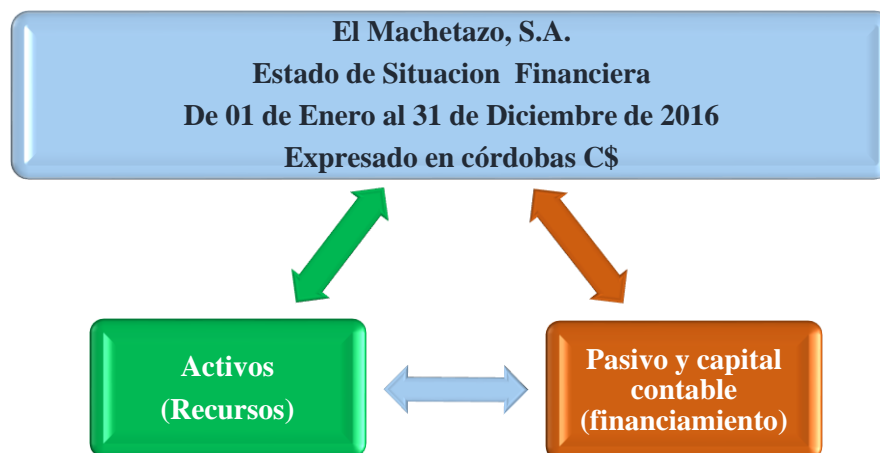 El Machetazo, S.A.
Estado de Situacion Financiera
De 01 de Enero al 31 de Diciembre de 2016
Expresado en córdobas C$
Activos
(Recursos)
Pasivo y capital
contable
(financiamiento)